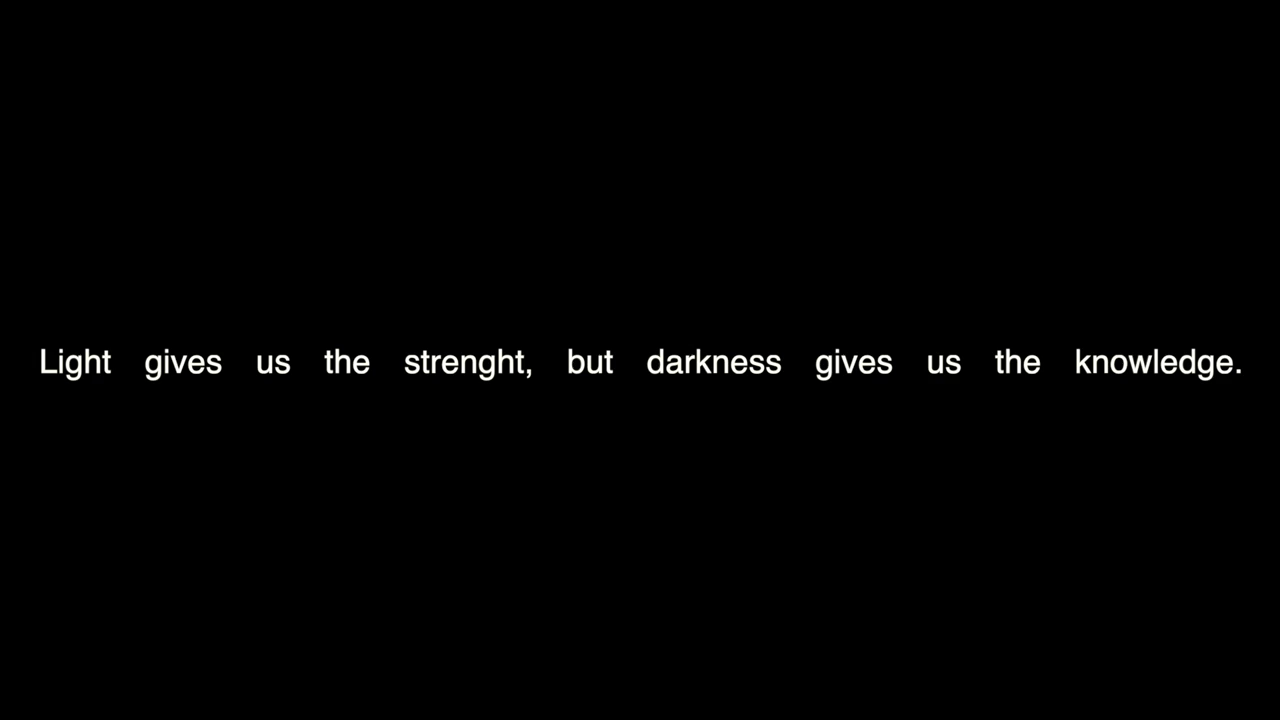 Light gives us the strenght, but darkness gives us the knowledge.